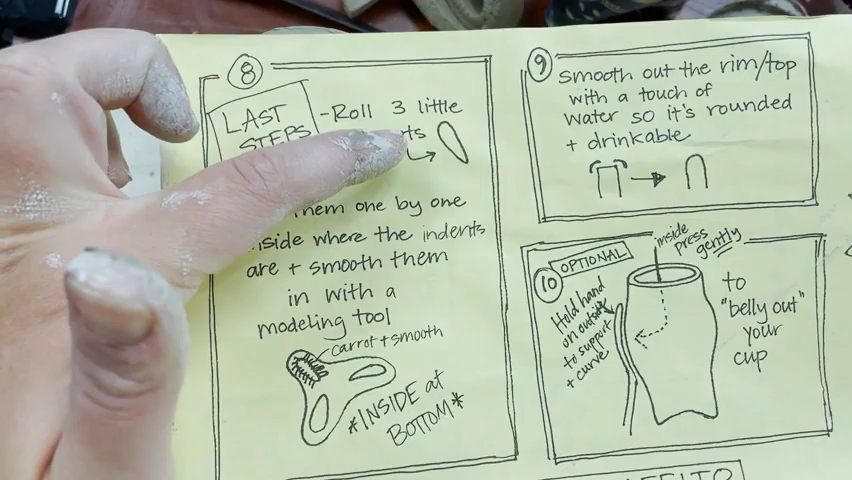 8
LAST
STEPS
-Roll 3 little
them one by one
inside where the indents
are + smooth them
in with a
modeling tool
carrot + smooth
*INSIDE at
BOTTOM*
9
smooth out the rim/top
with a touch of
water so it's rounded
+ drinkable
10
OPTIONAL
inside
press
gently
Hold hand
on outside
to support
+ curve
to
"belly out"
your
cup